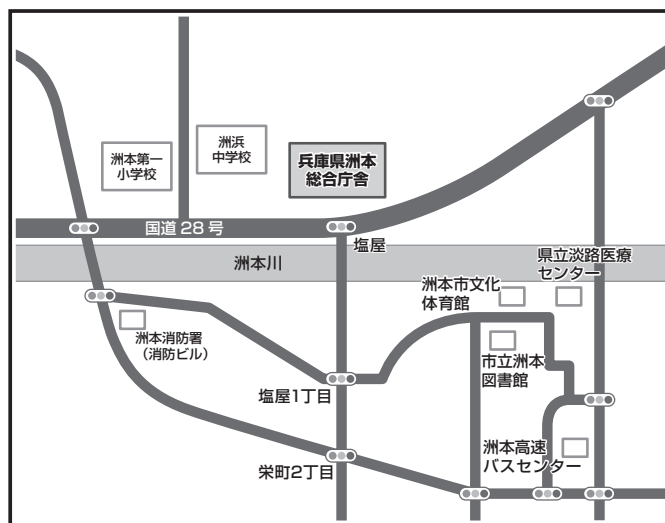 洲浜
中学校
洲本第一
小学校
兵庫県洲本
総合庁舎
国道 28 号
塩屋
洲本川
県立淡路医療
センター
洲本市文化
体育館
洲本消防署
（消防ビル）
市立洲本
図書館
塩屋1丁目
洲本高速
バスセンター
栄町2丁目